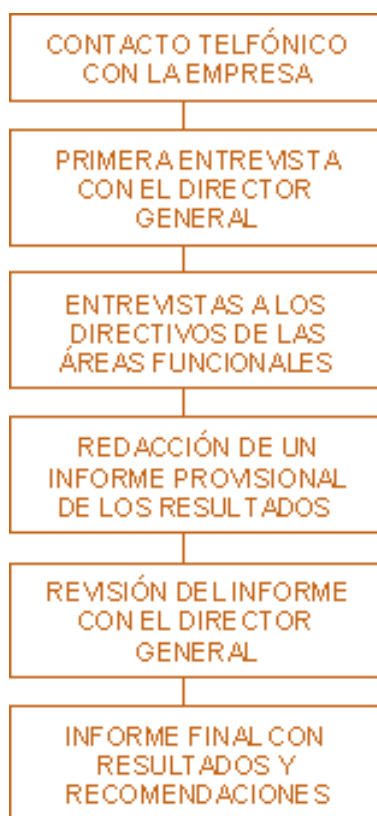 CONTACTO TELFÓNICO
CON LA EMPRESA
PRIMERA ENTREVISTA
CON EL DIRECTOR
GENERAL
ENTREVISTAS A LOS
DIRECTIVOS DE LAS
ÁREAS FUNCIONALES
REDACCIÓN DE UN
INFORME PROVISIONAL
DE LOS RESULTADOS
REVISIÓN DEL INFORME
CON EL DIRECTOR
GENERAL
INFORME FINAL CON
RESULTADOS Y
RECOMENDACIONES